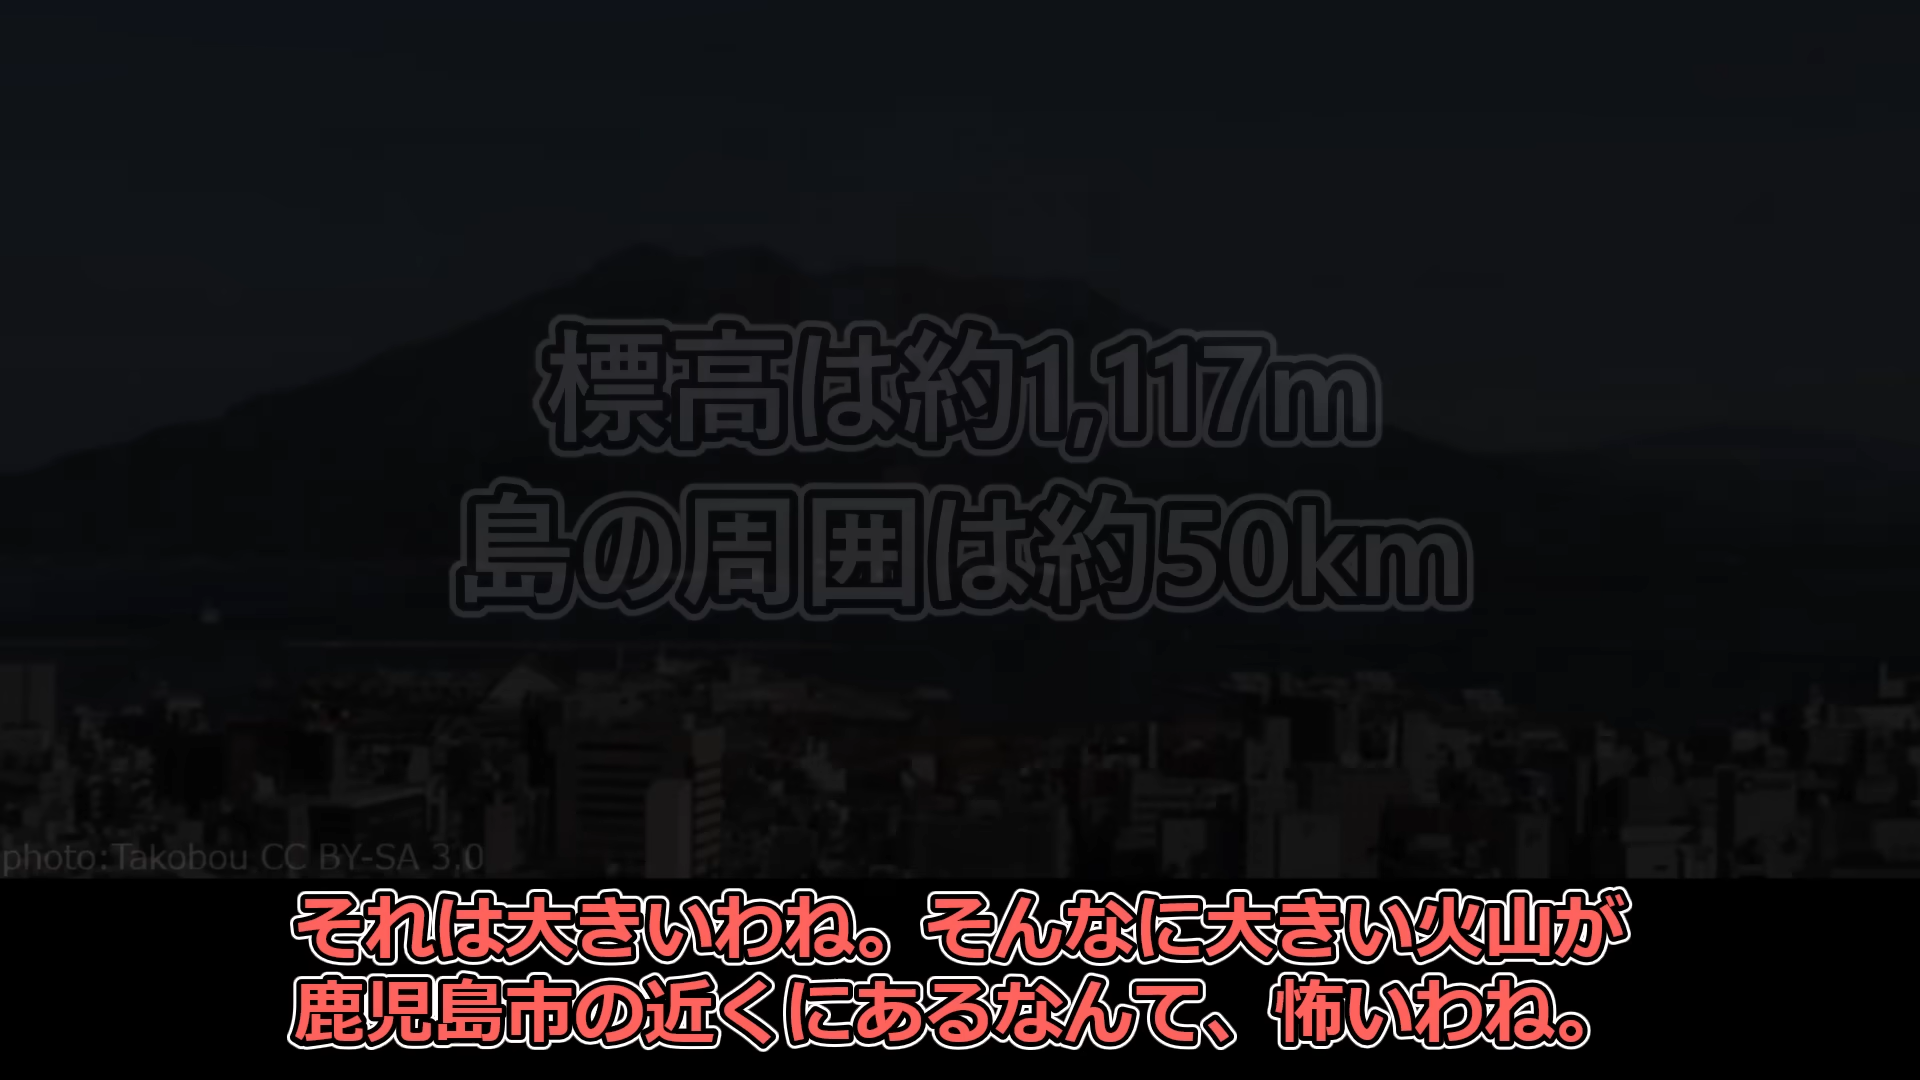 標高は約1,117m
島の周囲は約50km
photo:Takobou CC BY-SA 3.0
それは大きいわね。そんなに大きい火山が
鹿児島市の近くにあるなんて、怖いわね。